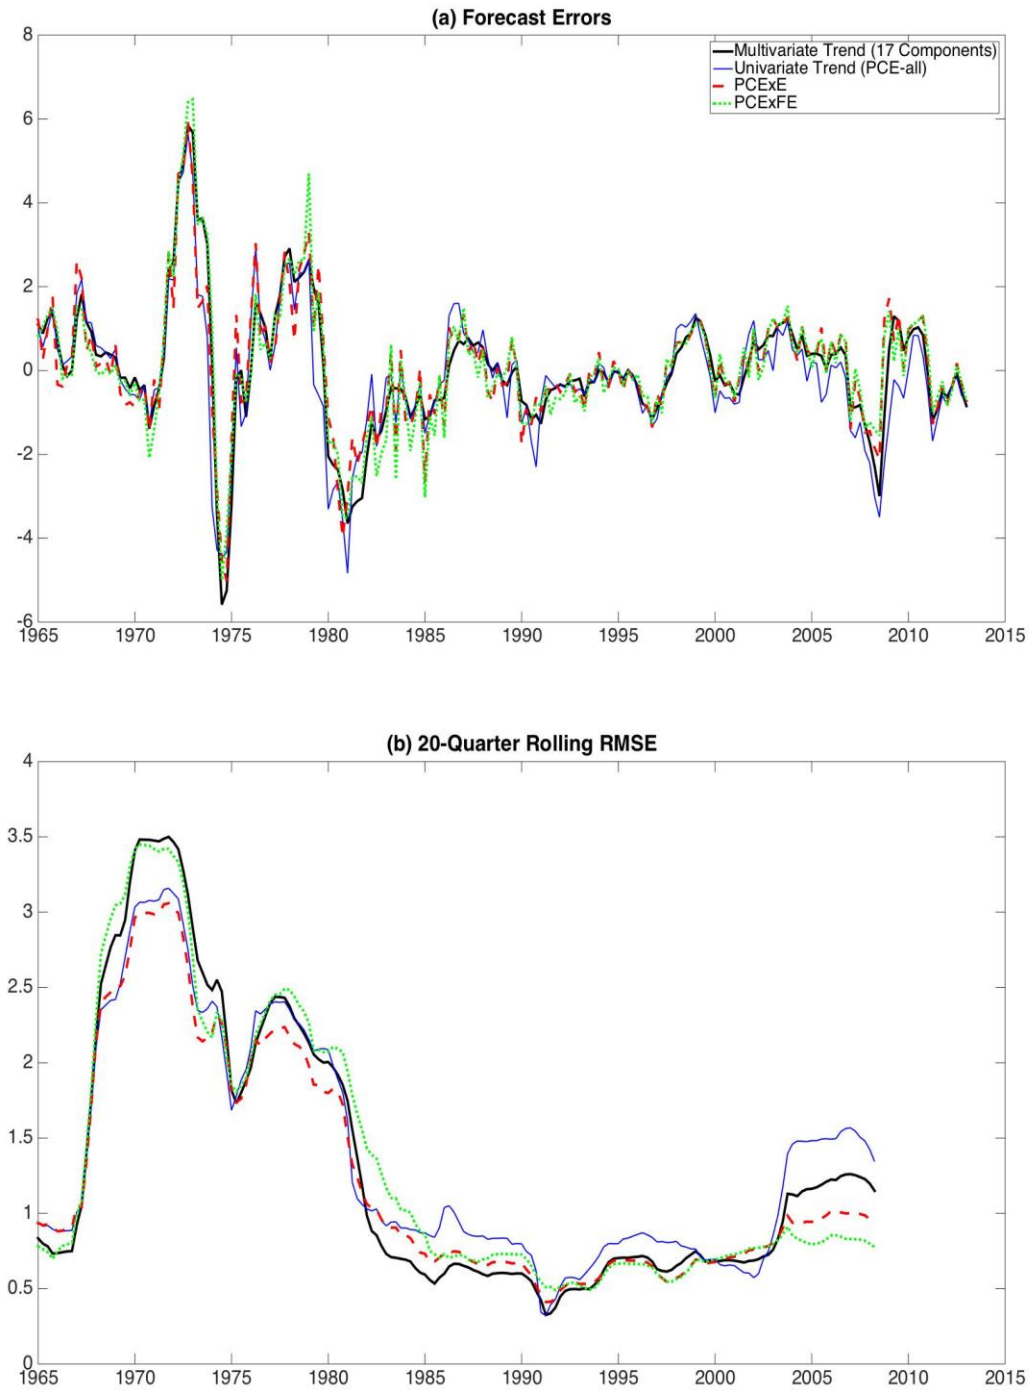 (a) Forecast Errors
8
Multivariate Trend (17 Components)
Univariate Trend (PCE-all)
PCExE
PCExFE
6
4
2
0
-2
-4
-6
1965 1970 1975 1980 1985 1990 1995 2000 2005 2010 2015
(b) 20-Quarter Rolling RMSE
4
3.5
3
2.5
2
1.5
1
0.5
0
1965 1970 1975 1980 1985 1990 1995 2000 2005 2010 2015